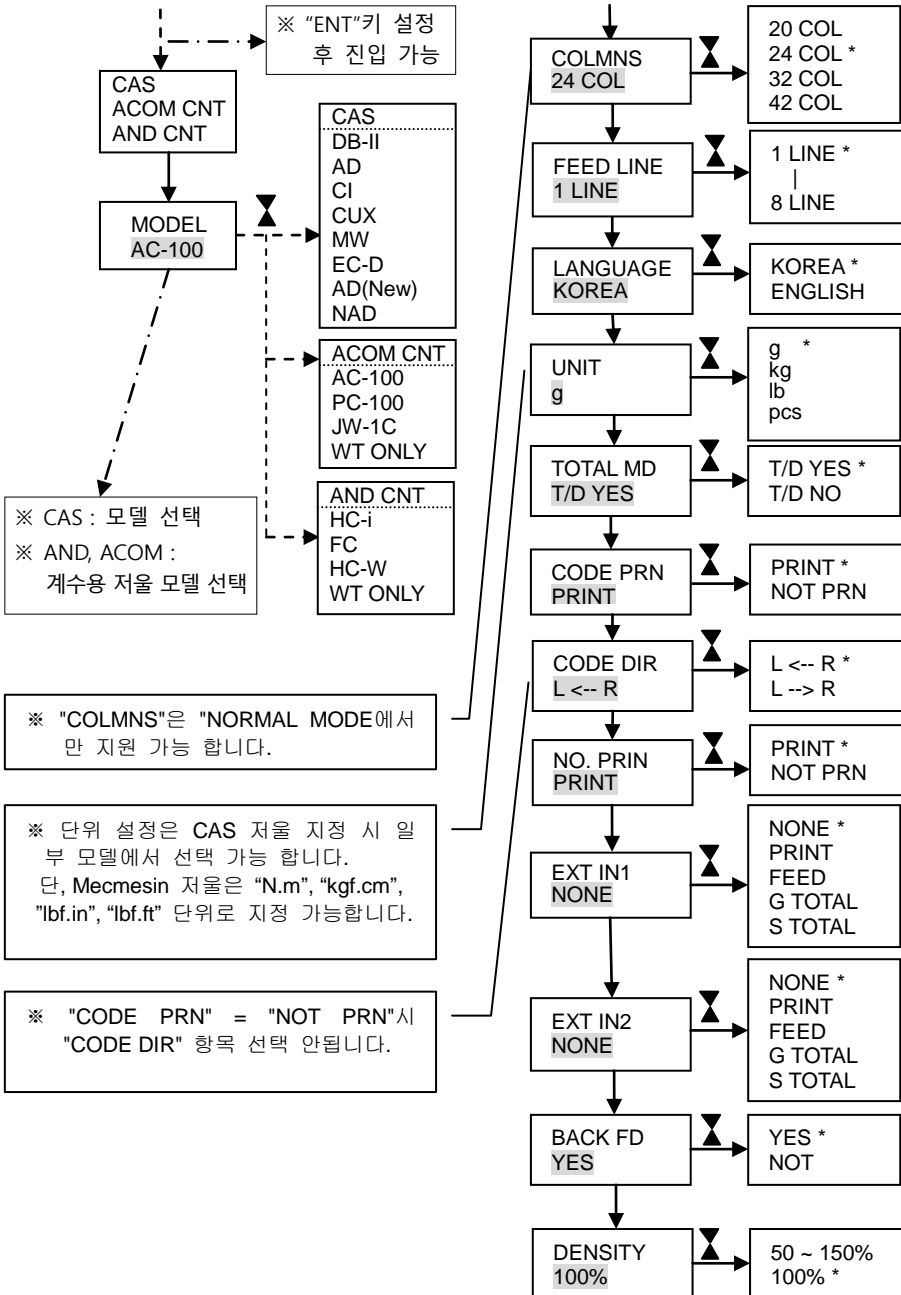 ※ "ENT"키 설정
후 진입 가능
CAS
ACOM CNT
AND CNT
MODEL
AC-100
CAS
DB-II
AD
CI
CUX
MW
EC-D
AD(New)
NAD
ACOM CNT
AC-100
PC-100
JW-1C
WT ONLY
AND CNT
HC-i
FC
HC-W
WT ONLY
※ CAS : 모델 선택
※ AND, ACOM :
계수용 저울 모델 선택
※ "COLMNS"은 "NORMAL MODE에서
만 지원 가능 합니다.
※ 단위 설정은 CAS 저울 지정 시 일
부 모델에서 선택 가능 합니다.
단, Mecmesin 저울은 “N.m”, “kgf.cm”,
”lbf.in”, “lbf.ft” 단위로 지정 가능합니다.
※ "CODE PRN" = "NOT PRN"시
"CODE DIR" 항목 선택 안됩니다.
COLMNS
24 COL
20 COL
24 COL *
32 COL
42 COL
FEED LINE
1 LINE
1 LINE *
|
8 LINE
LANGUAGE
KOREA
KOREA *
ENGLISH
UNIT
g
g *
kg
lb
pcs
TOTAL MD
T/D YES
T/D YES *
T/D NO
CODE PRN
PRINT
PRINT *
NOT PRN
CODE DIR
L <-- R
L <-- R *
L --> R
NO. PRIN
PRINT
PRINT *
NOT PRN
EXT IN1
NONE
NONE *
PRINT
FEED
G TOTAL
S TOTAL
EXT IN2
NONE
NONE *
PRINT
FEED
G TOTAL
S TOTAL
BACK FD
YES
YES *
NOT
DENSITY
100%
50 ~ 150%
100% *